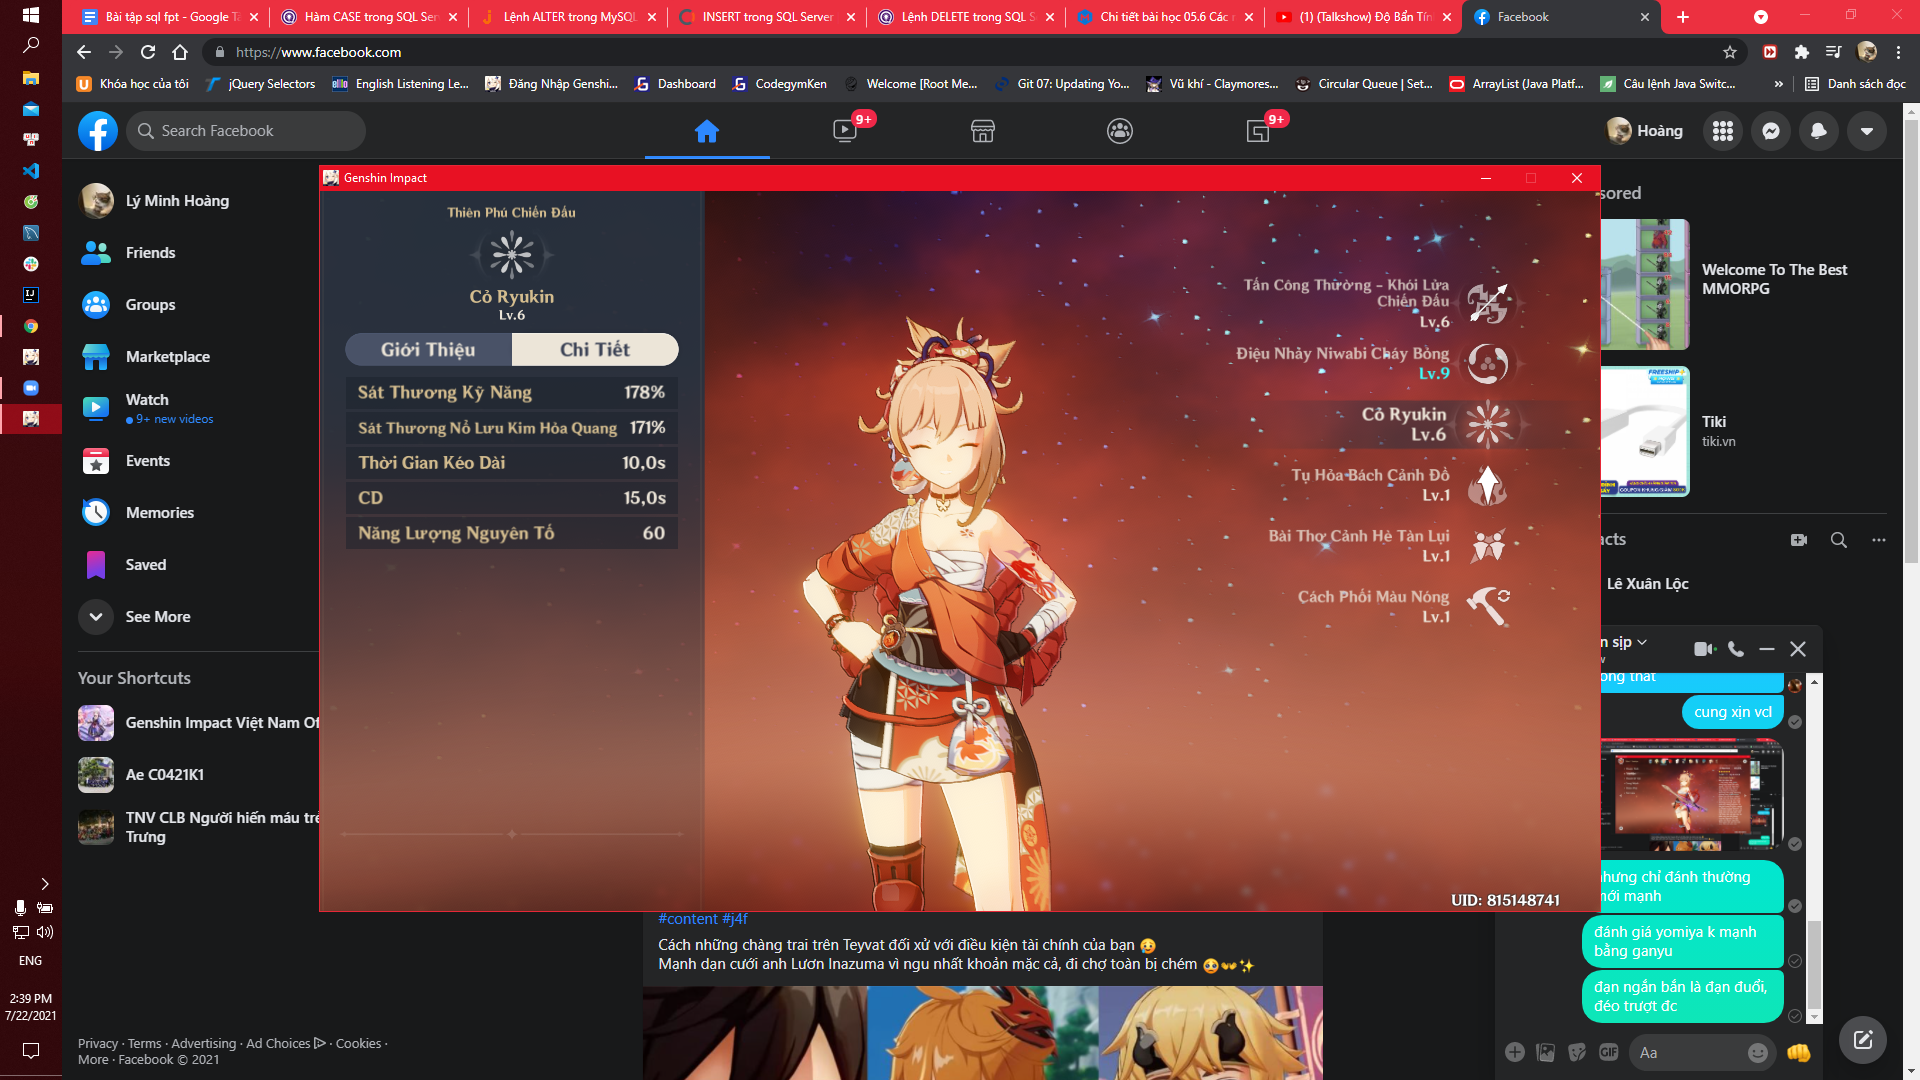 Bài tập sql fpt - Google Tà
Hàm CASE trong SQL Ser
Lệnh ALTER trong MySQL
INSERT trong SQL Server
Lệnh DELETE trong SQL S
Chi tiết bài học 05.6 Các r
(1) (Talkshow) Độ Bẩn Tín
Facebook
https://www.facebook.com
Khóa học của tôi
jQuery Selectors
English Listening Le...
Đăng Nhập Genshi...
Dashboard
CodegymKen
Welcome [Root Me...
Git 07: Updating Yo...
Vũ khí - Claymores...
Circular Queue | Set...
ArrayList (Java Platf...
Câu lệnh Java Switc...
»
Danh sách đọc
Search Facebook
9+
9+
Hoàng
Lý Minh Hoàng
Friends
Groups
Marketplace
Watch
9+ new videos
Events
Memories
Saved
See More
Your Shortcuts
Genshin Impact Việt Nam Of
Ae C0421K1
TNV CLB Người hiến máu trẻ
Trưng
Privacy · Terms · Advertising · Ad Choices · Cookies ·
More · Facebook © 2021
Genshin Impact
Thiên Phú Chiến Đấu
Cỏ Ryukin
Lv.6
Giới Thiệu
Chi Tiết
Sát Thương Kỹ Năng 178%
Sát Thương Nổ Lưu Kim Hỏa Quang 171%
Thời Gian Kéo Dài 10,0s
CD 15,0s
Năng Lượng Nguyên Tố 60
Tấn Công Thường - Khói Lửa
Chiến Đấu
Lv.6
Điệu Nhảy Niwabi Cháy Bỏng
Lv.9
Cỏ Ryukin
Lv.6
Tụ Hỏa Bách Cảnh Đồ
Lv.1
Bài Thơ Cảnh Hè Tàn Lụi
Lv.1
Cách Phối Màu Nóng
Lv.1
UID: 815148741
sored
Welcome To The Best
MMORPG
FREESHIP
Tiki
tiki.vn
acts
Lê Xuân Lộc
n sịp
ong that
cung xịn vcl
nhưng chỉ đánh thường
mới mạnh
đánh giá yomiya k mạnh
bằng ganyu
đạn ngắn bắn là đạn đuổi,
đéo trượt đc
GIF
Aa
#content #j4f
Cách những chàng trai trên Teyvat đối xử với điều kiện tài chính của bạn 😥
Mạnh dạn cưới anh Lươn Inazuma vì ngu nhất khoản mặc cả, đi chợ toàn bị chém 🥺👐✨
ENG
2:39 PM
7/22/2021